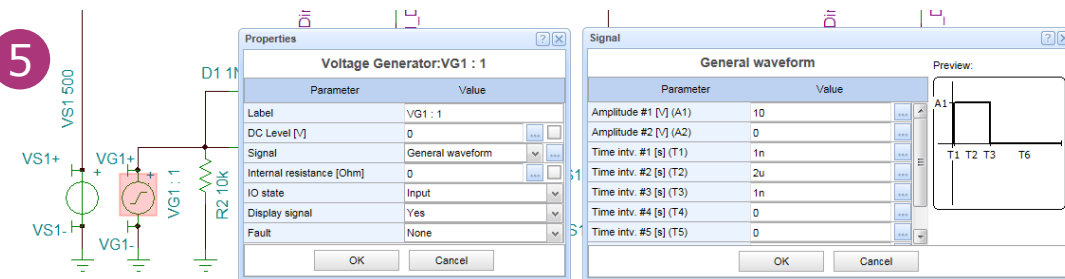 5
VS1 500
VS1+
VS1-
VG1+
VG1-
VG1 : 1
+
+
D1 1N
R2 10k
Properties
Voltage Generator:VG1 : 1
Parameter Value
Label VG1 : 1
DC Level [V] 0
Signal General waveform
Internal resistance [Ohm] 0
IO state Input
Display signal Yes
Fault None
OK Cancel
Signal
General waveform
Parameter Value
Amplitude #1 [V] (A1) 10
Amplitude #2 [V] (A2) 0
Time intv. #1 [s] (T1) 1n
Time intv. #2 [s] (T2) 2u
Time intv. #3 [s] (T3) 1n
Time intv. #4 [s] (T4) 0
Time intv. #5 [s] (T5) 0
OK Cancel
Preview:
A1
T1 T2 T3 T6